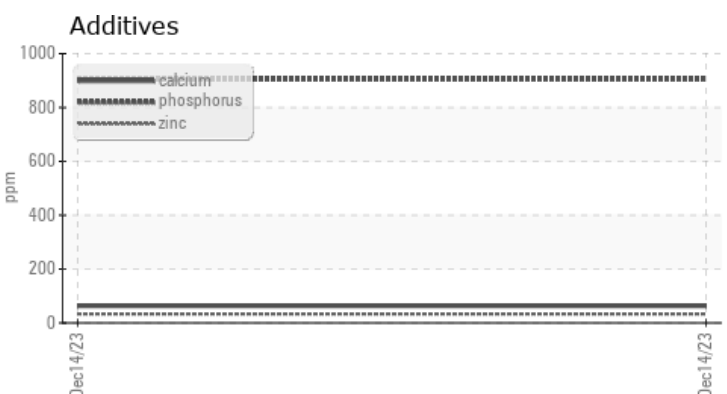 Additives
1000
800
600
400
200
0
ppm
calcium
phosphorus
zinc
Dec14/23
Dec14/23